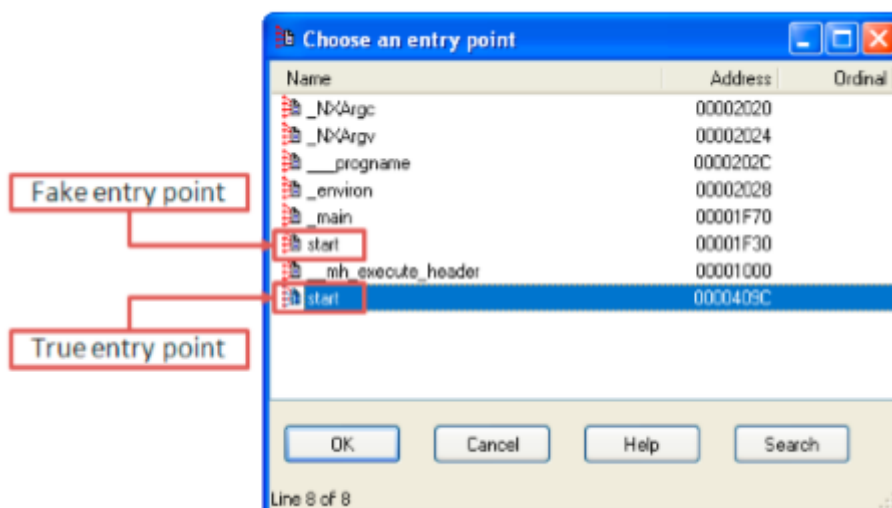 Choose an entry point
Name Address Ordinal
_NXArgc 00002020
_NXArgv 00002024
___progname 0000202C
_environ 00002028
Fake entry point
_main 00001F70
start 00001F30
__mh_execute_header 00001000
start 0000409C
True entry point
OK Cancel Help Search
Line 8 of 8